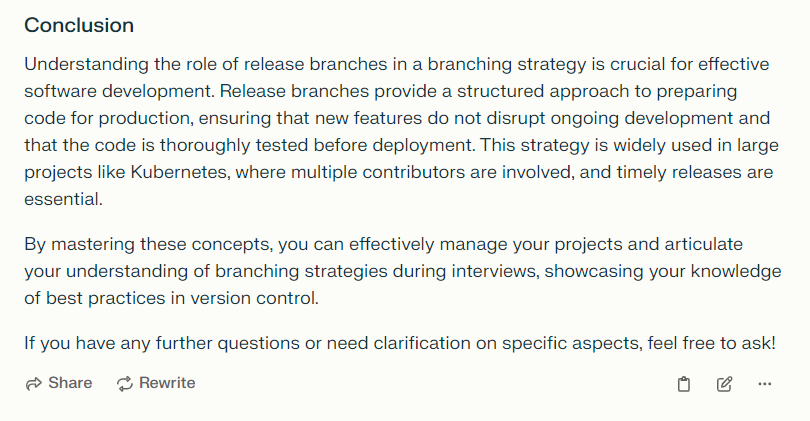 Conclusion
Understanding the role of release branches in a branching strategy is crucial for effective
software development. Release branches provide a structured approach to preparing
code for production, ensuring that new features do not disrupt ongoing development and
that the code is thoroughly tested before deployment. This strategy is widely used in large
projects like Kubernetes, where multiple contributors are involved, and timely releases are
essential.
By mastering these concepts, you can effectively manage your projects and articulate
your understanding of branching strategies during interviews, showcasing your knowledge
of best practices in version control.
If you have any further questions or need clarification on specific aspects, feel free to ask!
Share Rewrite